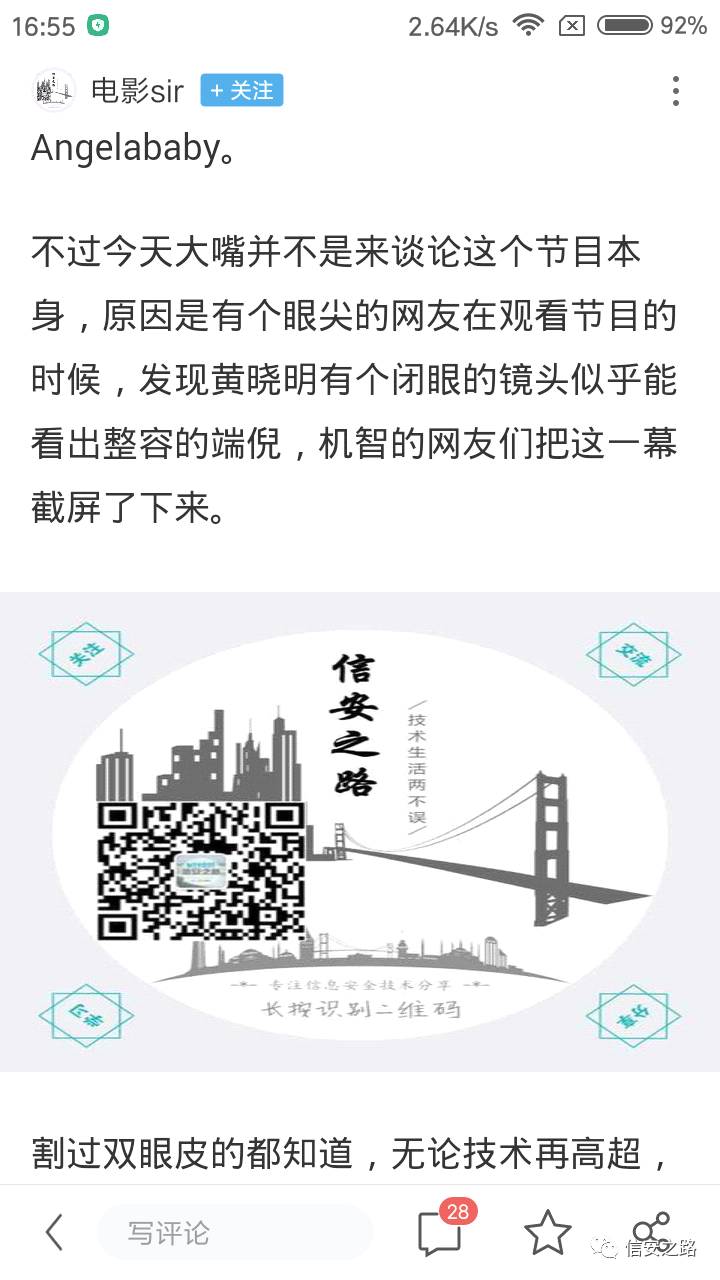 16:55 2.64K/s 92%
电影sir + 关注
Angelababy。
不过今天大嘴并不是来谈论这个节目本
身，原因是有个眼尖的网友在观看节目的
时候，发现黄晓明有个闭眼的镜头似乎能
看出整容的端倪，机智的网友们把这一幕
截屏了下来。
关注
交流
信安之路
技术生活两不误
专注信息安全技术分享
长按识别二维码
学习
分享
割过双眼皮的都知道，无论技术再高超，
写评论
28
信安之路